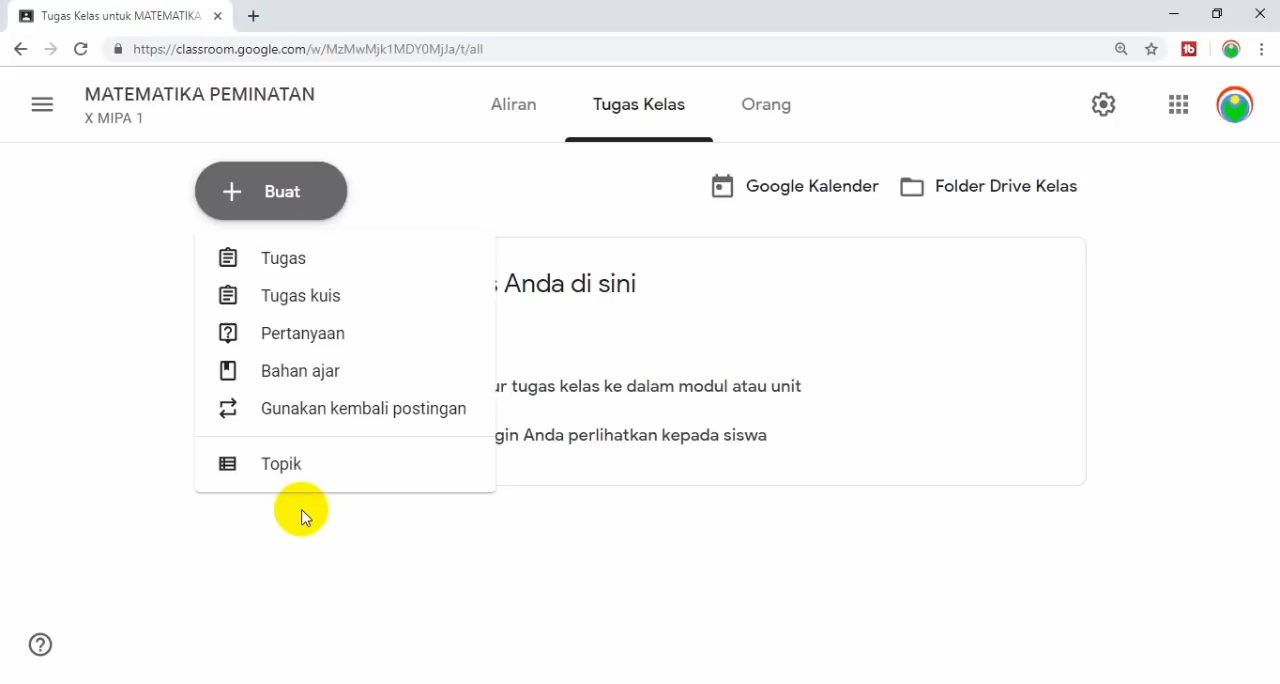 Tugas Kelas untuk MATEMATIKA
https://classroom.google.com/w/MzMwMjk1MDY0MjJa/t/all
MATEMATIKA PEMINATAN
X MIPA 1
Aliran
Tugas Kelas
Orang
Buat
Google Kalender
Folder Drive Kelas
Tugas
Tugas kuis
Pertanyaan
Bahan ajar
Gunakan kembali postingan
Topik
Anda di sini
tugas kelas ke dalam modul atau unit
Anda perlihatkan kepada siswa